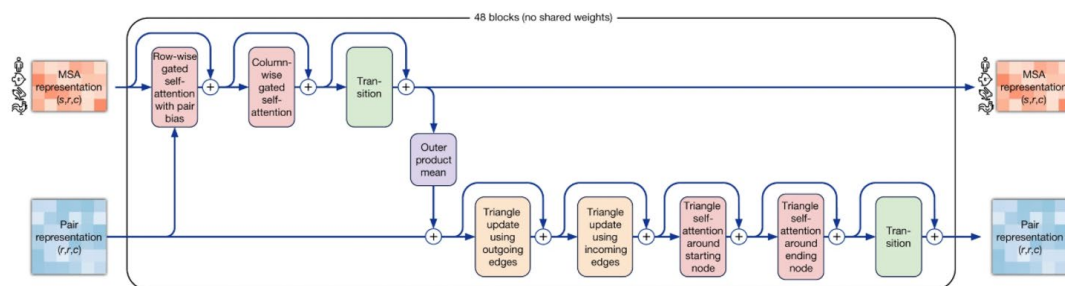 48 blocks (no shared weights)
MSA
representation
(s,r,c)
Row-wise
gated
self-
attention
with pair
bias
+
Column-
wise
gated
self-
attention
+
Tran-
sition
+
MSA
representation
(s,r,c)
Outer
product
mean
Pair
representation
(r,r,c)
+
Triangle
update
using
outgoing
edges
+
Triangle
update
using
incoming
edges
+
Triangle
self-
attention
around
starting
node
+
Triangle
self-
attention
around
ending
node
+
Tran-
sition
+
Pair
representation
(r,r,c)